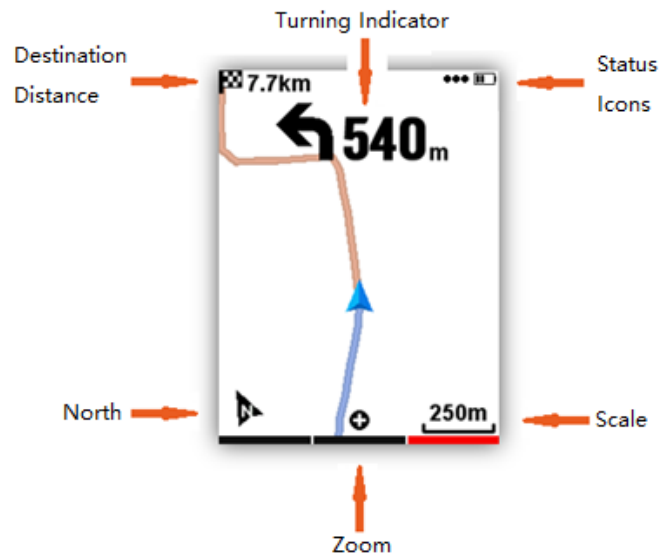 Turning Indicator
Destination
Distance
7.7km
Status
Icons
540m
North
N
250m
Scale
Zoom